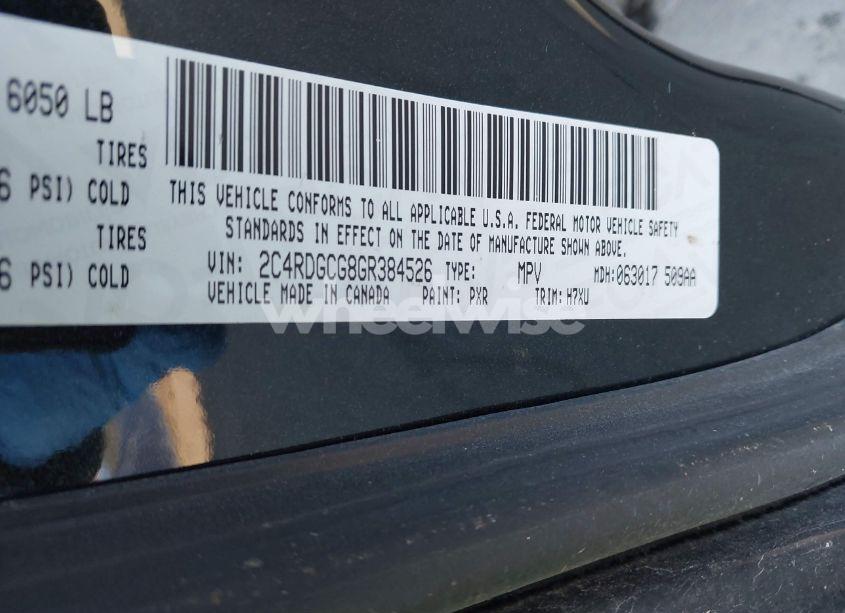 6050 LB
TIRES
6 PSI) COLD
TIRES
6 PSI) COLD
THIS VEHICLE CONFORMS TO ALL APPLICABLE U.S.A. FEDERAL MOTOR VEHICLE SAFETY
STANDARDS IN EFFECT ON THE DATE OF MANUFACTURE SHOWN ABOVE.
VIN: 2C4RDGCG8GR384526 TYPE: MPV MDH:063017 509AA
VEHICLE MADE IN CANADA PAINT: PXR TRIM:H7XU
wheelwise